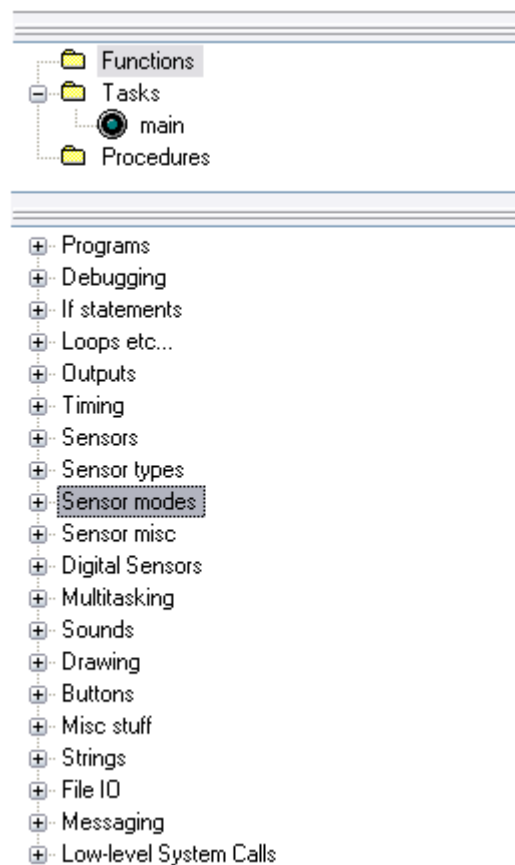 Functions
Tasks
main
Procedures
Programs
Debugging
If statements
Loops etc...
Outputs
Timing
Sensors
Sensor types
Sensor modes
Sensor misc
Digital Sensors
Multitasking
Sounds
Drawing
Buttons
Misc stuff
Strings
File IO
Messaging
Low-level System Calls